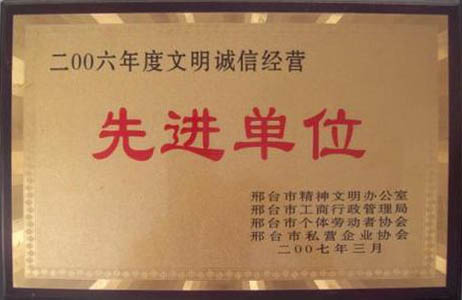 二00六年度文明诚信经营
先进单位
邢台市精神文明办公室
邢台市工商行政管理局
邢台市个体劳动者协会
邢台市私营企业协会
二00七年三月